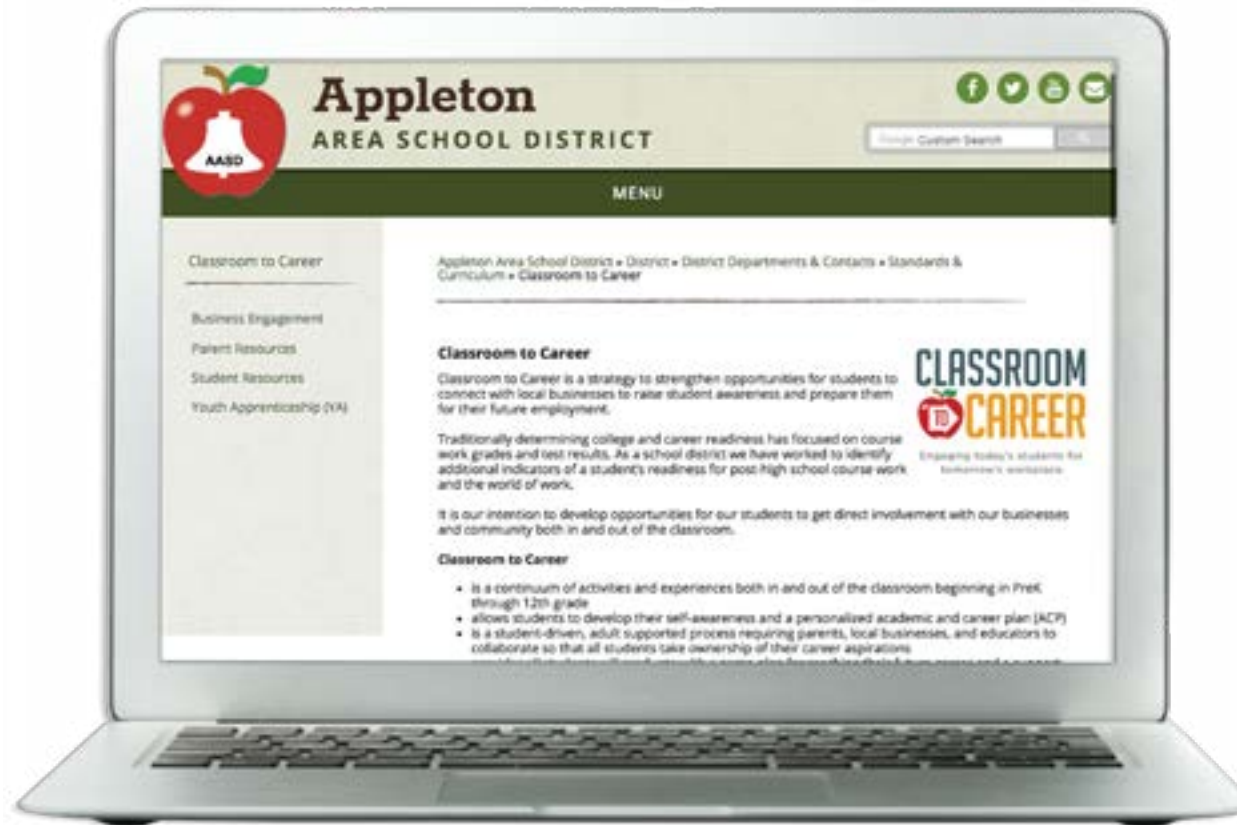 AASD
Appleton
AREA SCHOOL DISTRICT
Google Custom Search
MENU
Classroom to Career
Business Engagement
Parent Resources
Student Resources
Youth Apprenticeship (YA)
Appleton Area School District » District » District Departments & Contacts » Standards &
Curriculum » Classroom to Career
Classroom to Career
Classroom to Career is a strategy to strengthen opportunities for students to
connect with local businesses to raise student awareness and prepare them
for their future employment.
Traditionally determining college and career readiness has focused on course
work grades and test results. As a school district we have worked to identify
additional indicators of a student's readiness for post-high school course work
and the world of work.
CLASSROOM
TO CAREER
Engaging today's students for
tomorrow's workplace
It is our intention to develop opportunities for our students to get direct involvement with our businesses
and community both in and out of the classroom.
Classroom to Career
• is a continuum of activities and experiences both in and out of the classroom beginning in PreK
through 12th grade
• allows students to develop their self-awareness and a personalized academic and career plan (ACP)
• is a student-driven, adult supported process requiring parents, local businesses, and educators to
collaborate so that all students take ownership of their career aspirations